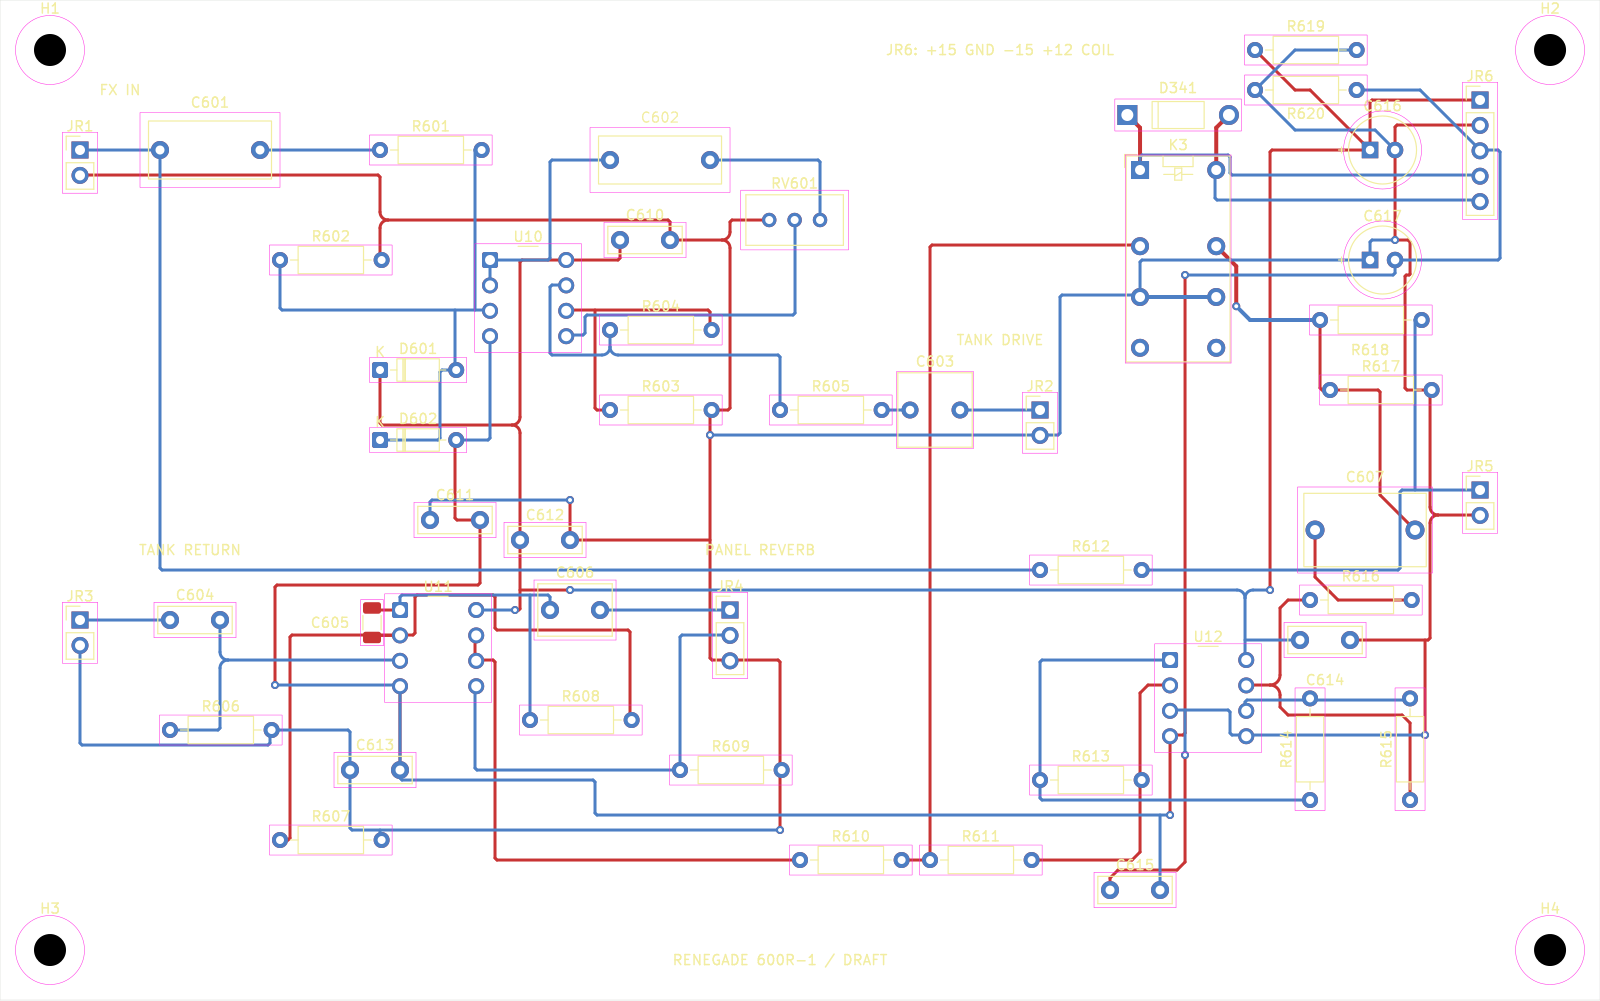 H1
H2
JR6: +15 GND -15 +12 COIL
R619
FX IN
C601
C602
D341
JR6
R620
C616
JR1
R601
K3
RV601
C610
C617
R602
U10
R604
TANK DRIVE
K
D601
R618
C603
R617
R603
R605
JR2
K
D602
C607
JR5
C611
C612
TANK RETURN
PANEL REVERB
R612
C606
R616
JR3
C604
U11
JR4
C605
U12
C614
R606
R608
C613
R609
R613
R614
R615
R607
R610
R611
C615
H3
H4
RENEGADE 600R-1 / DRAFT